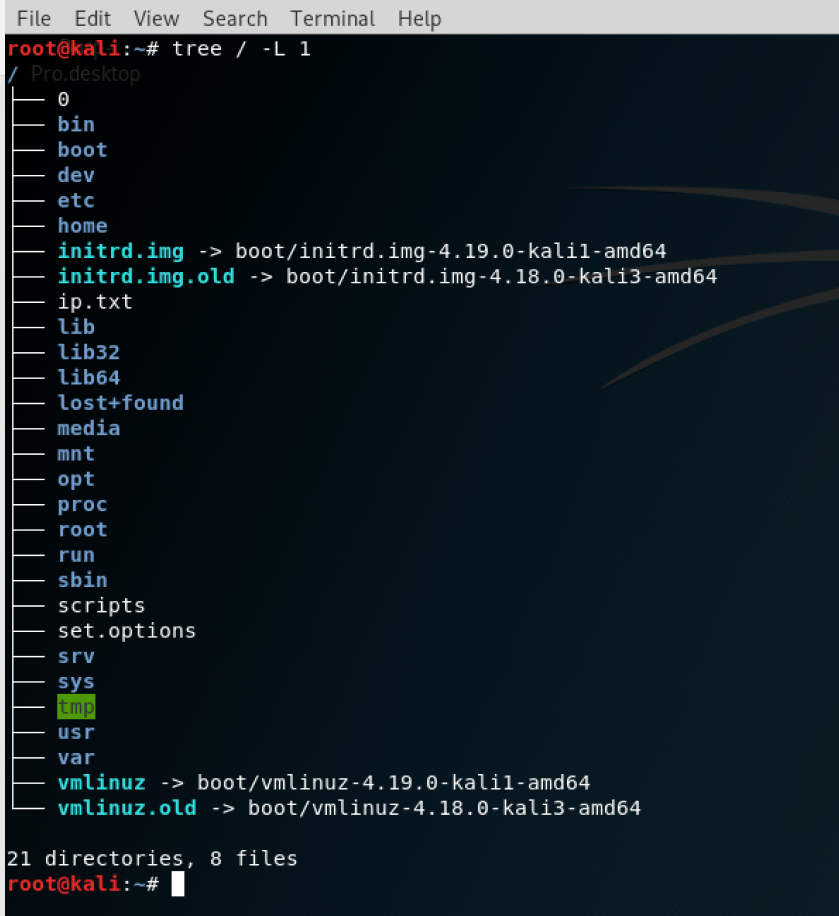 File Edit View Search Terminal Help
root@kali:~# tree / -L 1
/ Pro.desktop
├── 0
├── bin
├── boot
├── dev
├── etc
├── home
├── initrd.img -> boot/initrd.img-4.19.0-kali1-amd64
├── initrd.img.old -> boot/initrd.img-4.18.0-kali3-amd64
├── ip.txt
├── lib
├── lib32
├── lib64
├── lost+found
├── media
├── mnt
├── opt
├── proc
├── root
├── run
├── sbin
├── scripts
├── set.options
├── srv
├── sys
├── tmp
├── usr
├── var
├── vmlinuz -> boot/vmlinuz-4.19.0-kali1-amd64
└── vmlinuz.old -> boot/vmlinuz-4.18.0-kali3-amd64
21 directories, 8 files
root@kali:~#